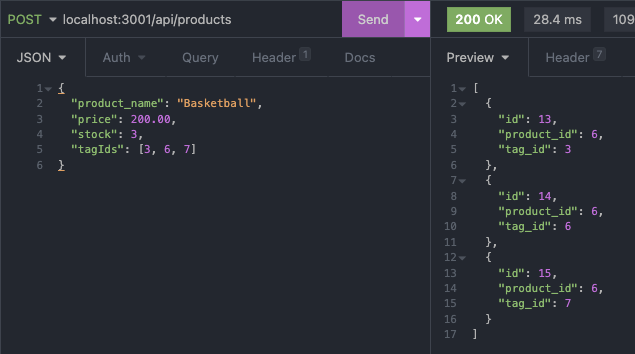 POST localhost:3001/api/products Send 200 OK 28.4 ms 109
JSON Auth Query Header 1 Docs Preview Header 7
1 {
2 "product_name": "Basketball",
3 "price": 200.00,
4 "stock": 3,
5 "tagIds": [3, 6, 7]
6 }
1 [
2 {
3 "id": 13,
4 "product_id": 6,
5 "tag_id": 3
6 },
7 {
8 "id": 14,
9 "product_id": 6,
10 "tag_id": 6
11 },
12 {
13 "id": 15,
14 "product_id": 6,
15 "tag_id": 7
16 }
17 ]